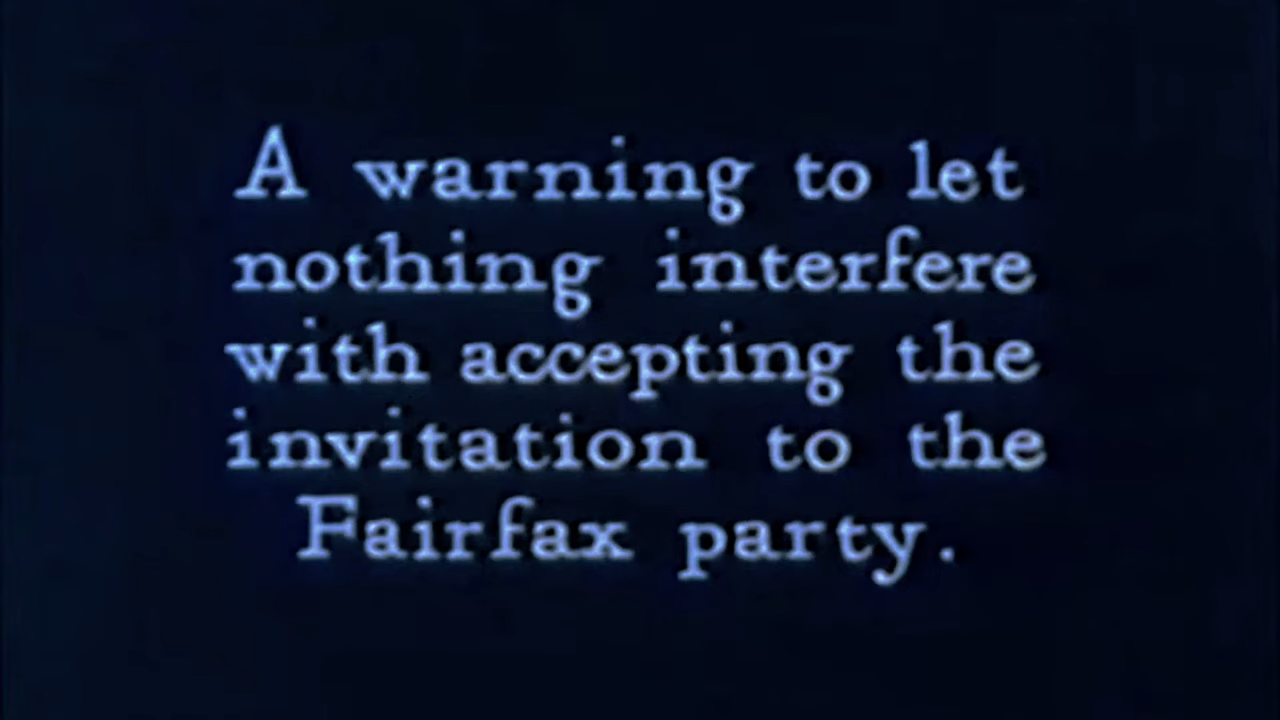 A warning to let
nothing interfere
with accepting the
invitation to the
Fairfax party.